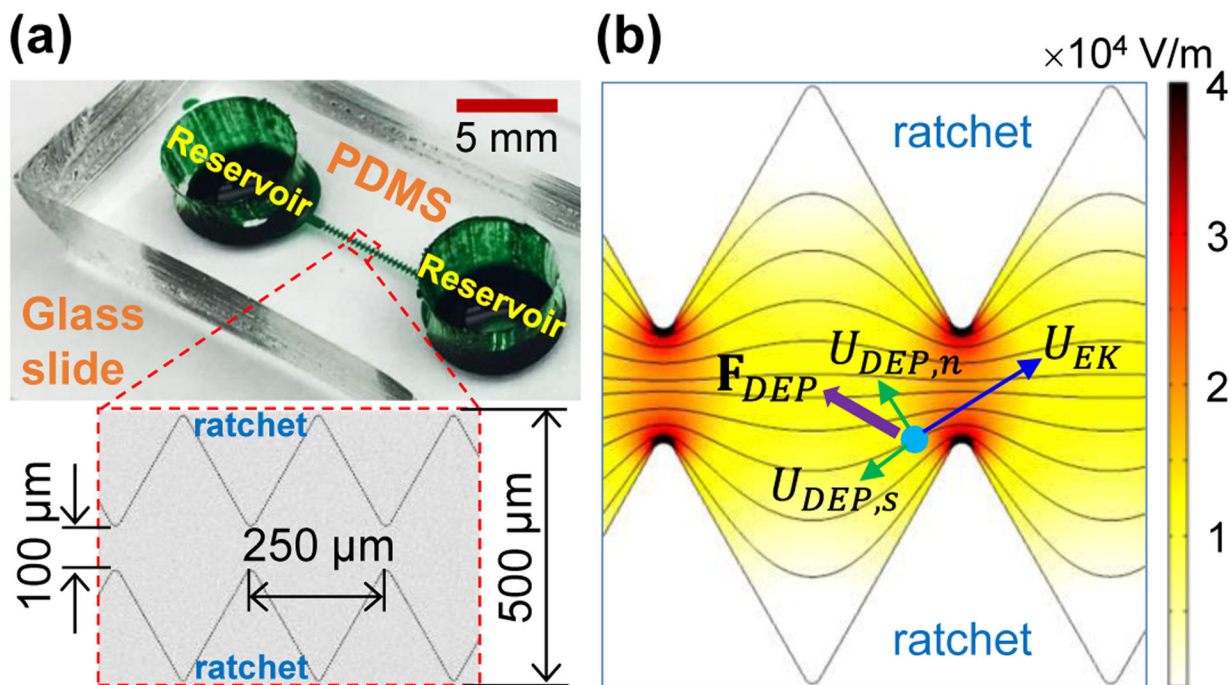 (a)
5 mm
Reservoir
PDMS
Reservoir
Glass
slide
ratchet
100 µm
250 µm
500 µm
ratchet
(b)
×10⁴ V/m
4
3
2
1
ratchet
U_DEP,n
U_EK
F_DEP
U_DEP,s
ratchet